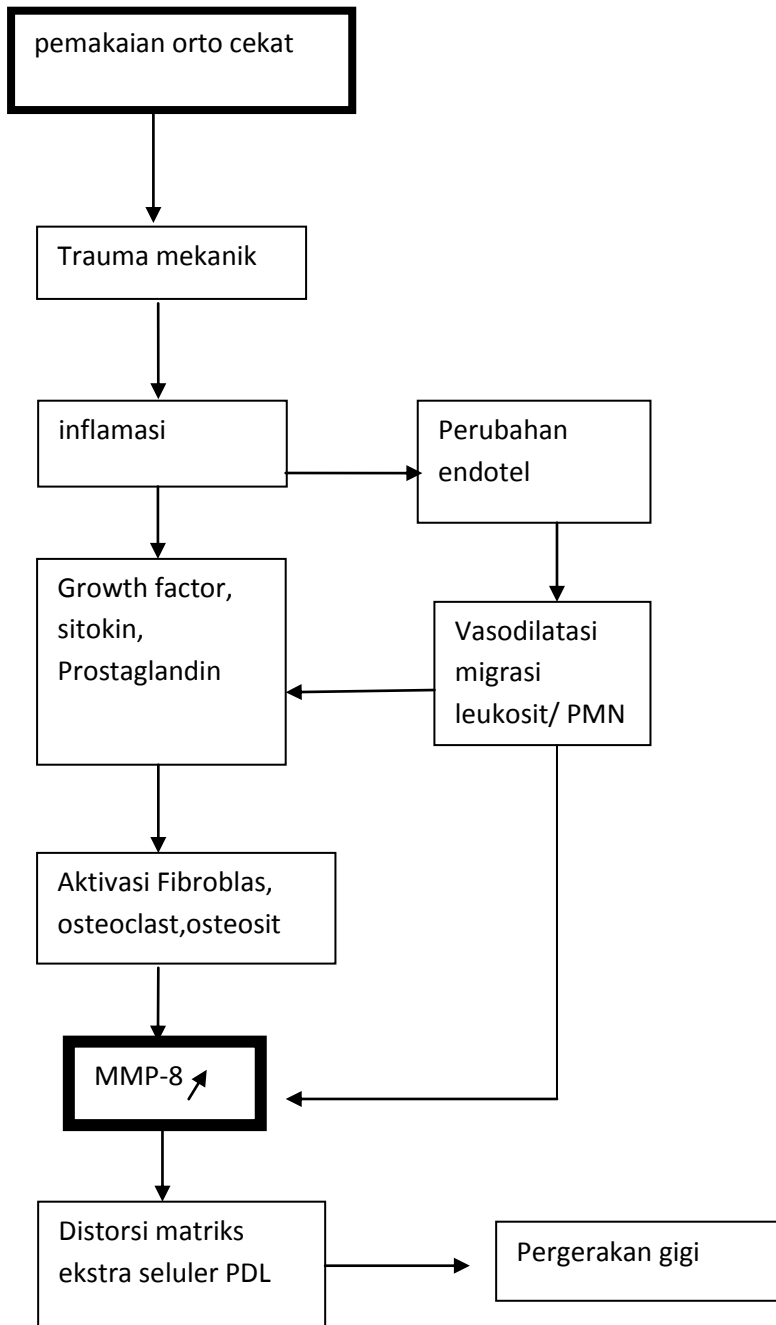 pemakaian orto cekat
Trauma mekanik
inflamasi
Perubahan
endotel
Growth factor,
sitokin,
Prostaglandin
Vasodilatasi
migrasi
leukosit/ PMN
Aktivasi Fibroblas,
osteoclast,osteosit
MMP-8
Distorsi matriks
ekstra seluler PDL
Pergerakan gigi